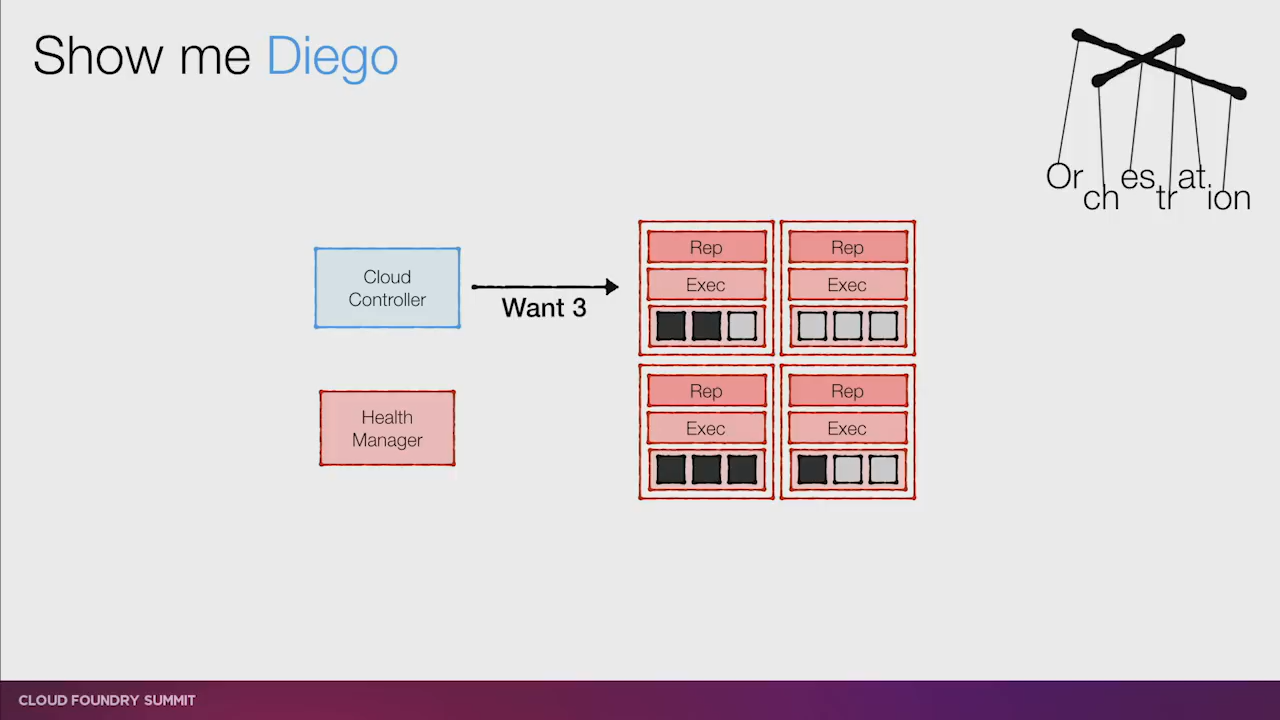 Show me Diego
Orchestration
Cloud
Controller
Want 3
Health
Manager
Rep
Exec
Rep
Exec
Rep
Exec
Rep
Exec
CLOUD FOUNDRY SUMMIT